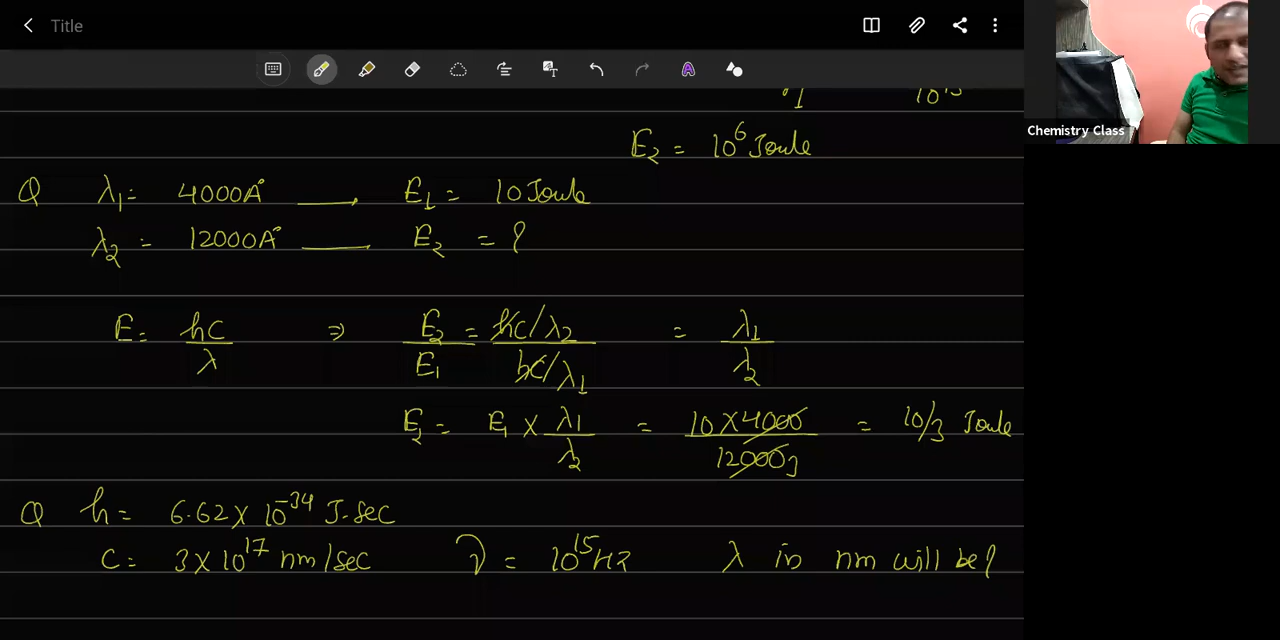 Title
Chemistry Class
E₂ = 10⁶ Joule
Q λ₁ = 4000Å —— E₁ = 10 Joule
λ₂ = 12000Å —— E₂ = ?
E = hc/λ ⇒ E₂/E₁ = (hc/λ₂)/(hc/λ₁) = λ₁/λ₂
E₂ = E₁ × λ₁/λ₂ = 10 × 4000/12000 3 = 10/3 Joule
Q h = 6.62 × 10⁻³⁴ J.sec
C = 3 × 10¹⁷ nm/sec ν = 10¹⁵ Hz λ in nm will be?